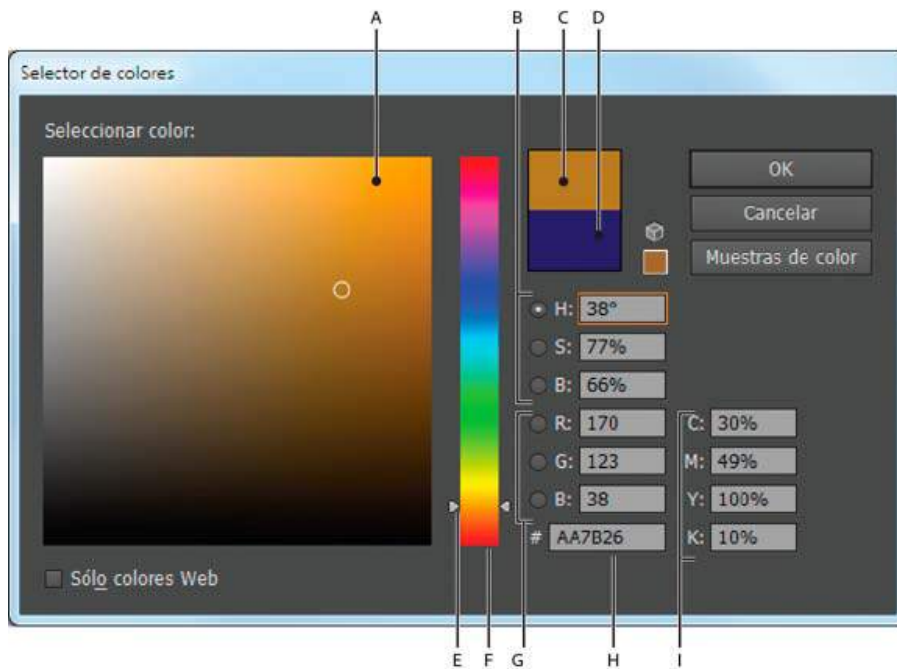 A B C D
Selector de colores
Seleccionar color:
OK
Cancelar
Muestras de color
H: 38°
S: 77%
B: 66%
R: 170 C: 30%
G: 123 M: 49%
B: 38 Y: 100%
# AA7B26 K: 10%
Sólo colores Web
E F G H I